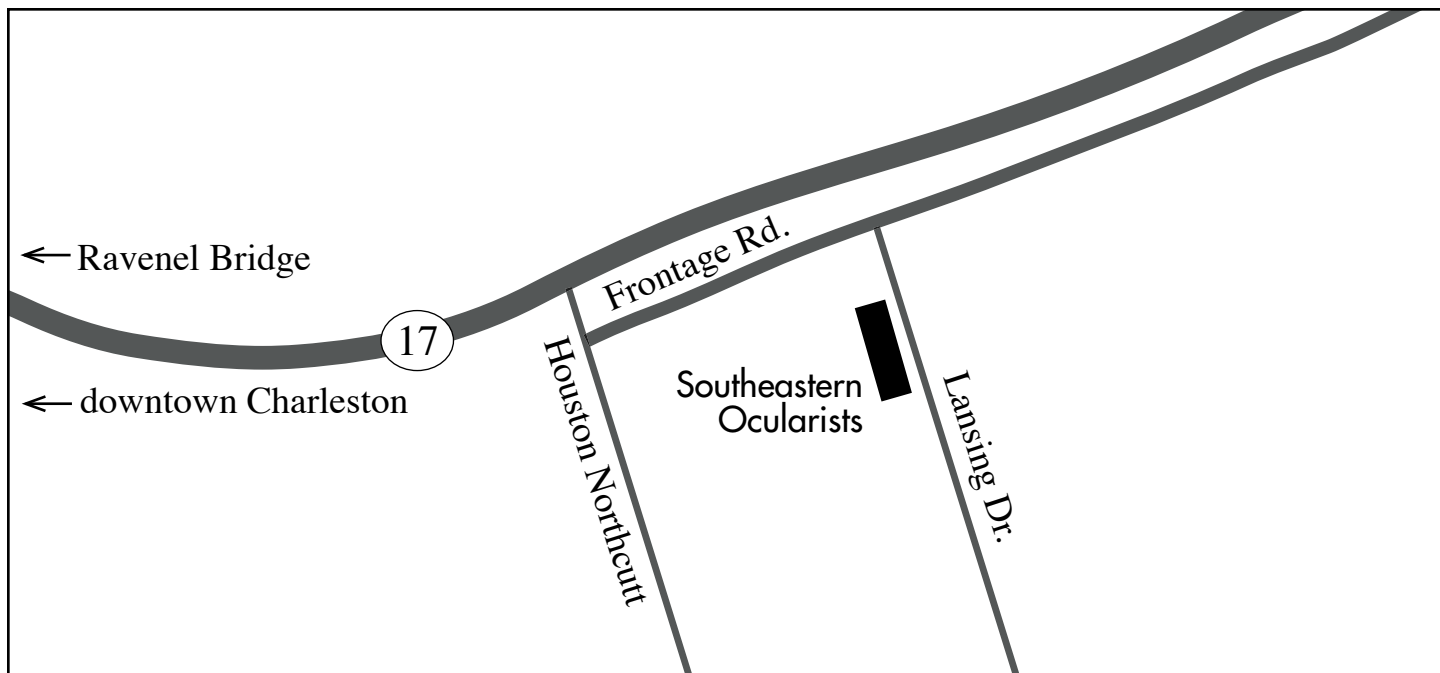 Frontage Rd.
Ravenel Bridge
17
Houston Northcutt
Southeastern
Ocularists
Lansing Dr.
downtown Charleston